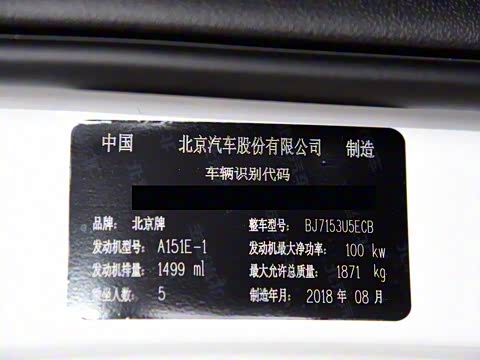 中国 北京汽车股份有限公司 制造
车辆识别代码
品牌: 北京牌 整车型号: BJ7153U5ECB
发动机型号: A151E-1 发动机最大净功率: 100 kw
发动机排量: 1499 ml 最大允许总质量: 1871 kg
乘坐人数: 5 制造年月: 2018 年 08 月